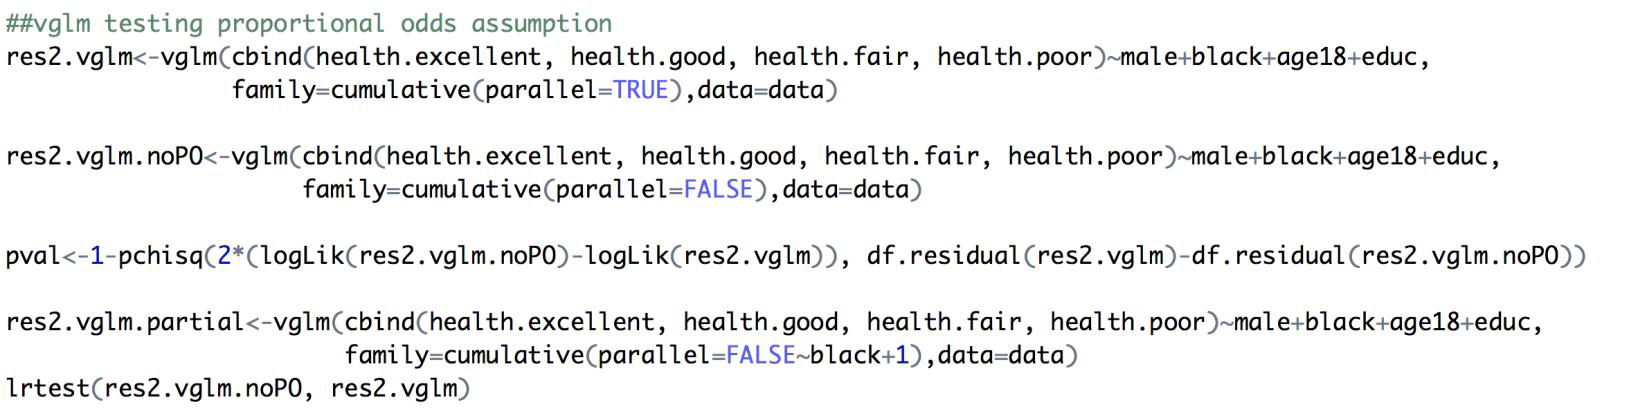 ##vglm testing proportional odds assumption
res2.vglm<-vglm(cbind(health.excellent, health.good, health.fair, health.poor)~male+black+age18+educ,
family=cumulative(parallel=TRUE),data=data)
res2.vglm.noPO<-vglm(cbind(health.excellent, health.good, health.fair, health.poor)~male+black+age18+educ,
family=cumulative(parallel=FALSE),data=data)
pval<-1-pchisq(2*(logLik(res2.vglm.noPO)-logLik(res2.vglm)), df.residual(res2.vglm)-df.residual(res2.vglm.noPO))
res2.vglm.partial<-vglm(cbind(health.excellent, health.good, health.fair, health.poor)~male+black+age18+educ,
family=cumulative(parallel=FALSE~black+1),data=data)
lrtest(res2.vglm.noPO, res2.vglm)